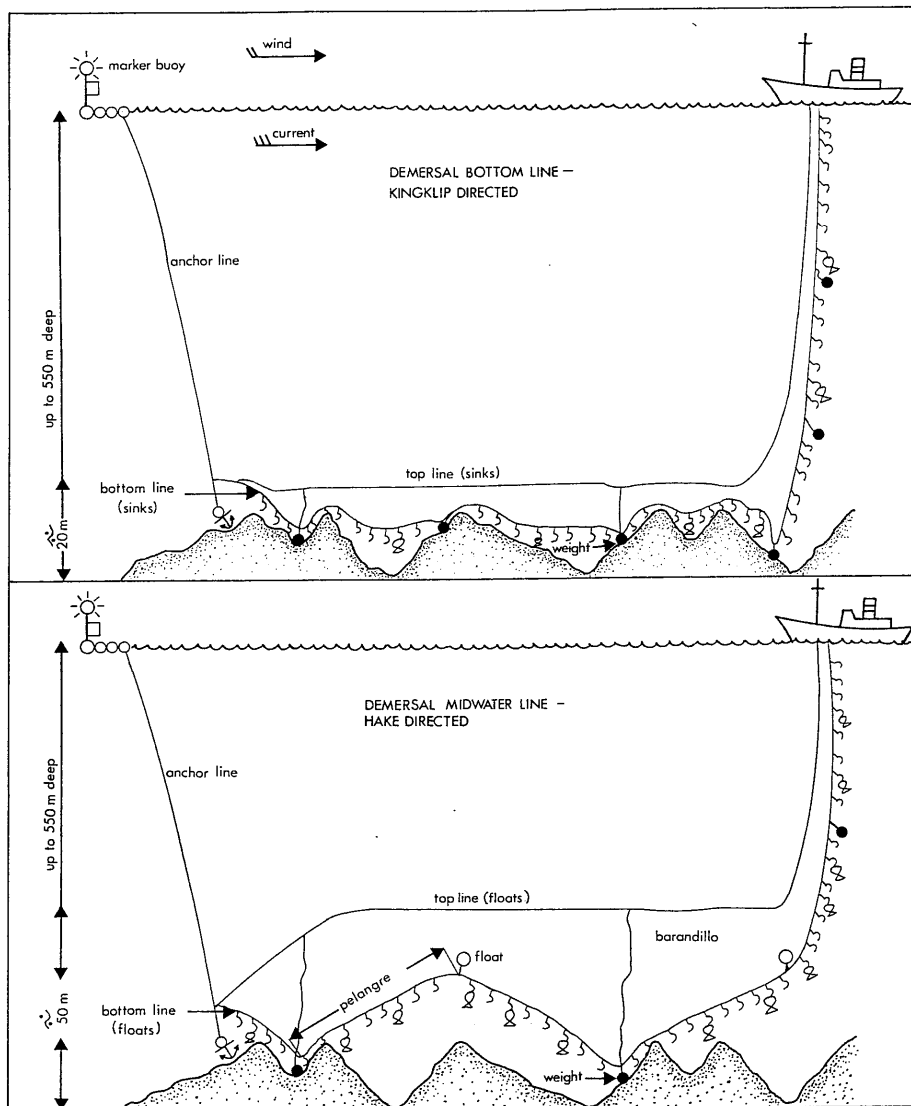 wind
marker buoy
current
DEMERSAL BOTTOM LINE –
KINGKLIP DIRECTED
anchor line
up to 550 m deep
top line (sinks)
bottom line
(sinks)
weight
20 m
DEMERSAL MIDWATER LINE –
HAKE DIRECTED
anchor line
up to 550 m deep
top line (floats)
barandillo
float
pelangre
50 m
bottom line
(floats)
weight